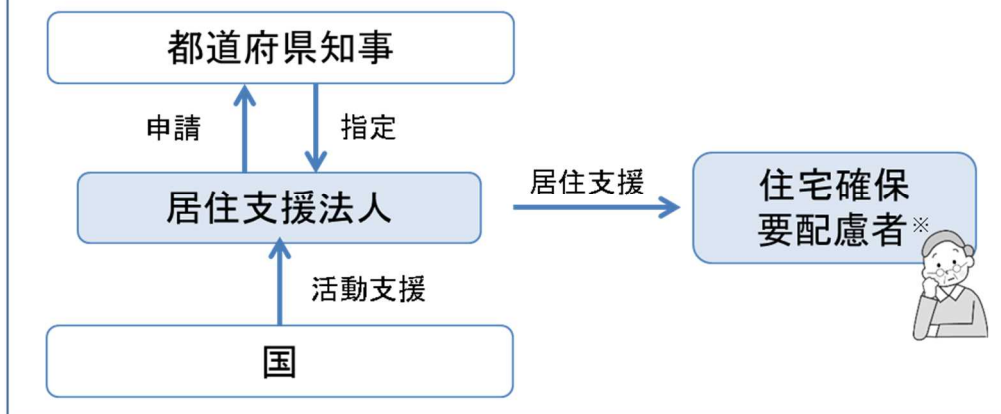 都道府県知事
申請
指定
居住支援法人
居住支援
住宅確保
要配慮者※
活動支援
国